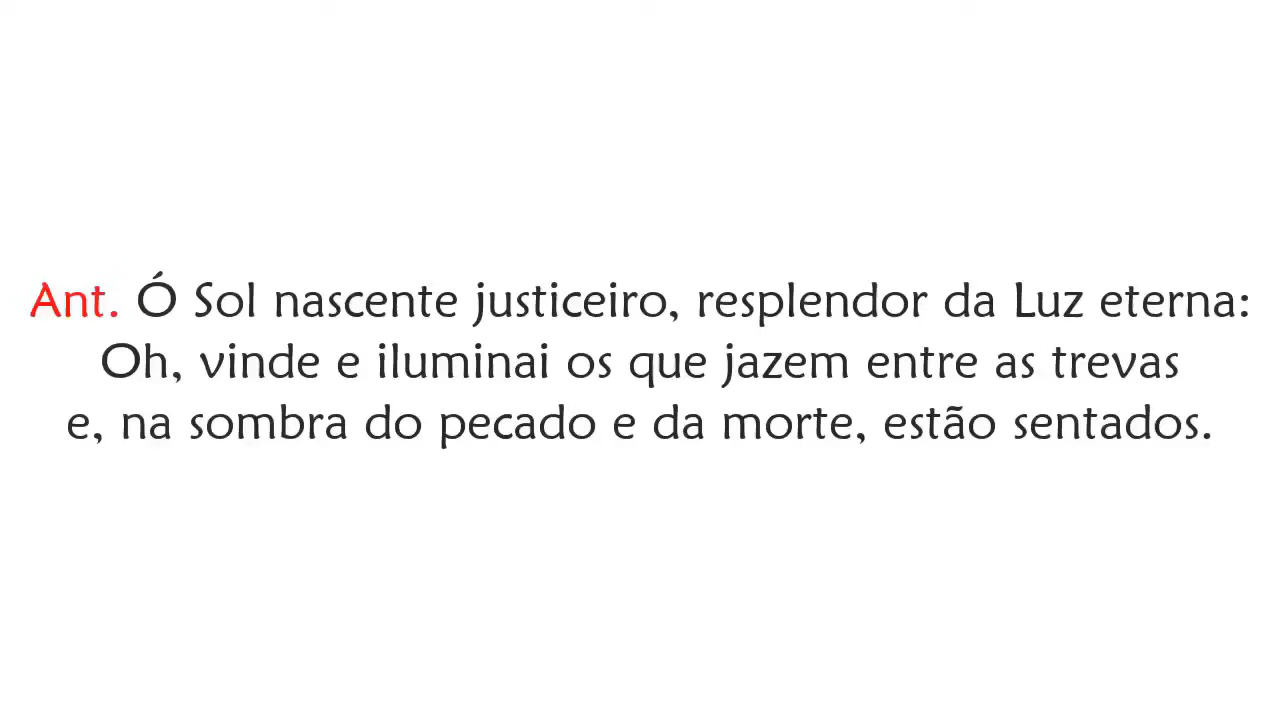 Ant. Ó Sol nascente justiceiro, resplendor da Luz eterna:
Oh, vinde e iluminai os que jazem entre as trevas
e, na sombra do pecado e da morte, estão sentados.